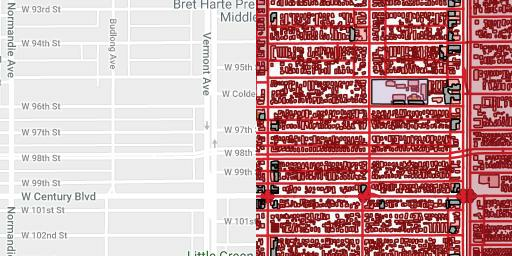 W 93rd St
Bret Harte Pre
Middle
Normandie Ave
Budlong Ave
Vermont Ave
W 94th St
W 95th
W Colde
W 96th St
W 97th St
W 97th
W 98th St
W 98th
W 99th St
W 99th
W Century Blvd
W 101st St
W 101s
Normandie
W 102nd St
Little Green